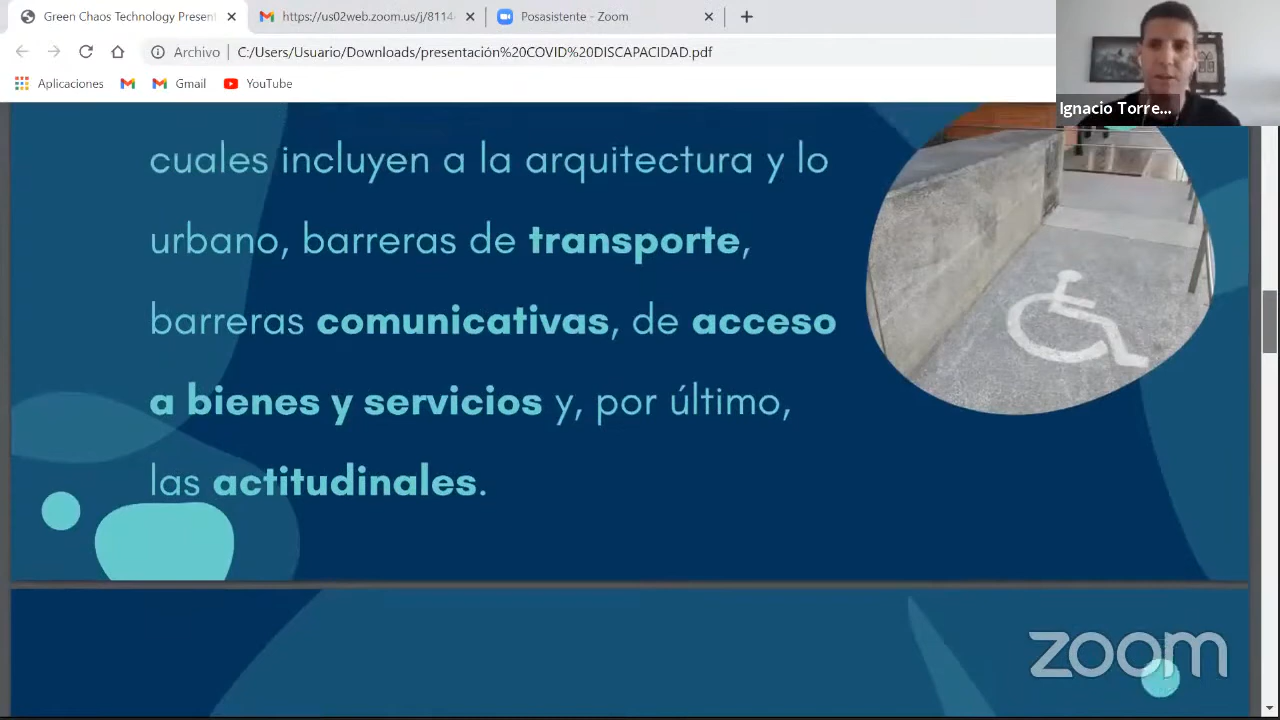 Green Chaos Technology Present
https://us02web.zoom.us/j/8114
Posasistente - Zoom
Archivo
C:/Users/Usuario/Downloads/presentación%20COVID%20DISCAPACIDAD.pdf
Aplicaciones
Gmail
YouTube
Ignacio Torre...
cuales incluyen a la arquitectura y lo
urbano, barreras de transporte,
barreras comunicativas, de acceso
a bienes y servicios y, por último,
las actitudinales.
zoom